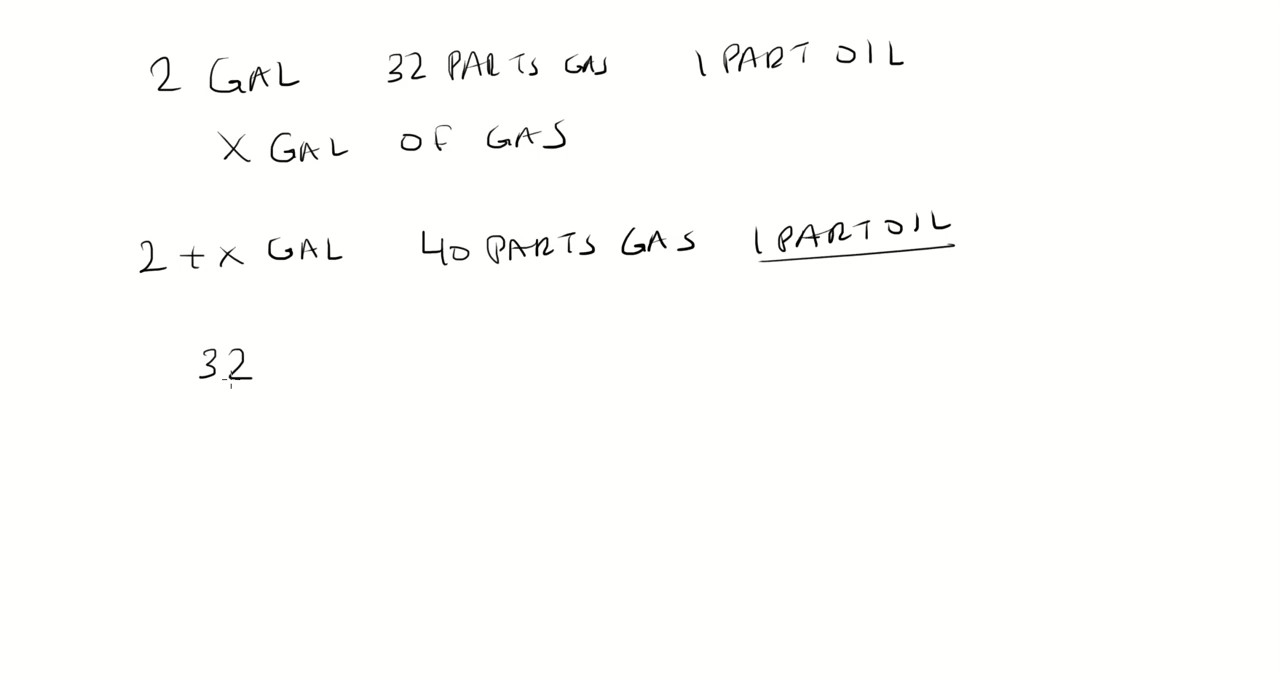 2 GAL 32 PARTS GAS 1 PART OIL
X GAL OF GAS
2 + X GAL 40 PARTS GAS 1 PART OIL
32